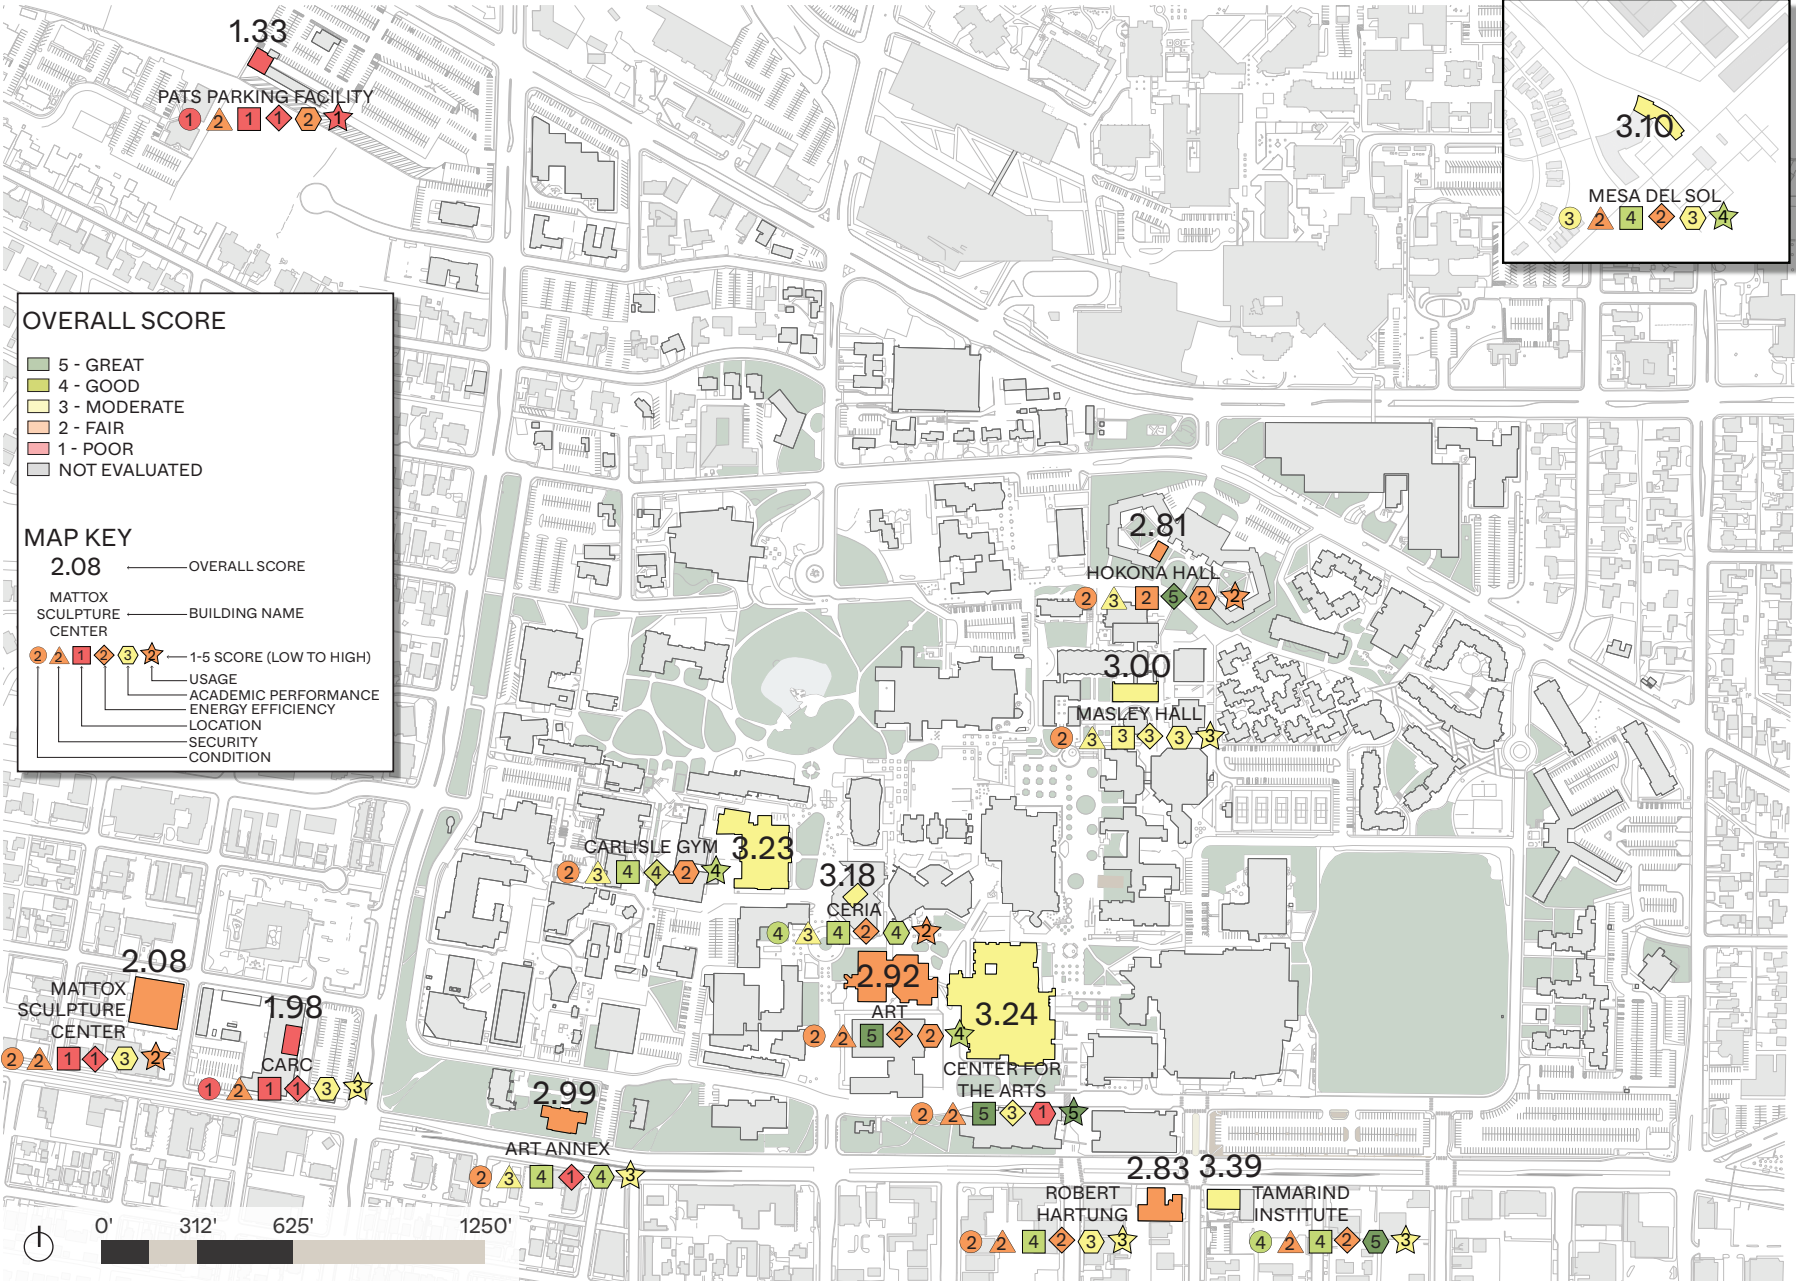 1.33
PATS PARKING FACILITY
1 2 1 1 2 1
3.10
MESA DEL SOL
3 2 4 2 3 4
OVERALL SCORE
5 - GREAT
4 - GOOD
3 - MODERATE
2 - FAIR
1 - POOR
NOT EVALUATED
MAP KEY
2.08
OVERALL SCORE
MATTOX
SCULPTURE
CENTER
BUILDING NAME
2 2 1 2 3 2
1-5 SCORE (LOW TO HIGH)
USAGE
ACADEMIC PERFORMANCE
ENERGY EFFICIENCY
LOCATION
SECURITY
CONDITION
2.81
HOKONA HALL
2 3 2 5 2 2
3.00
MASLEY HALL
2 3 3 3 3 3
3.23
CARLISLE GYM
2 3 4 4 2 4
3.18
CERIA
4 3 4 2 4 2
2.92
ART
2 2 5 2 2 4
3.24
CENTER FOR
THE ARTS
2 2 5 3 1 5
2.08
MATTOX
SCULPTURE
CENTER
2 2 1 1 3 2
1.98
CARC
1 2 1 1 3 3
2.99
ART ANNEX
2 3 4 1 4 3
2.83
ROBERT
HARTUNG
2 2 4 2 3 3
3.39
TAMARIND
INSTITUTE
4 2 4 2 5 3
0' 312' 625' 1250'